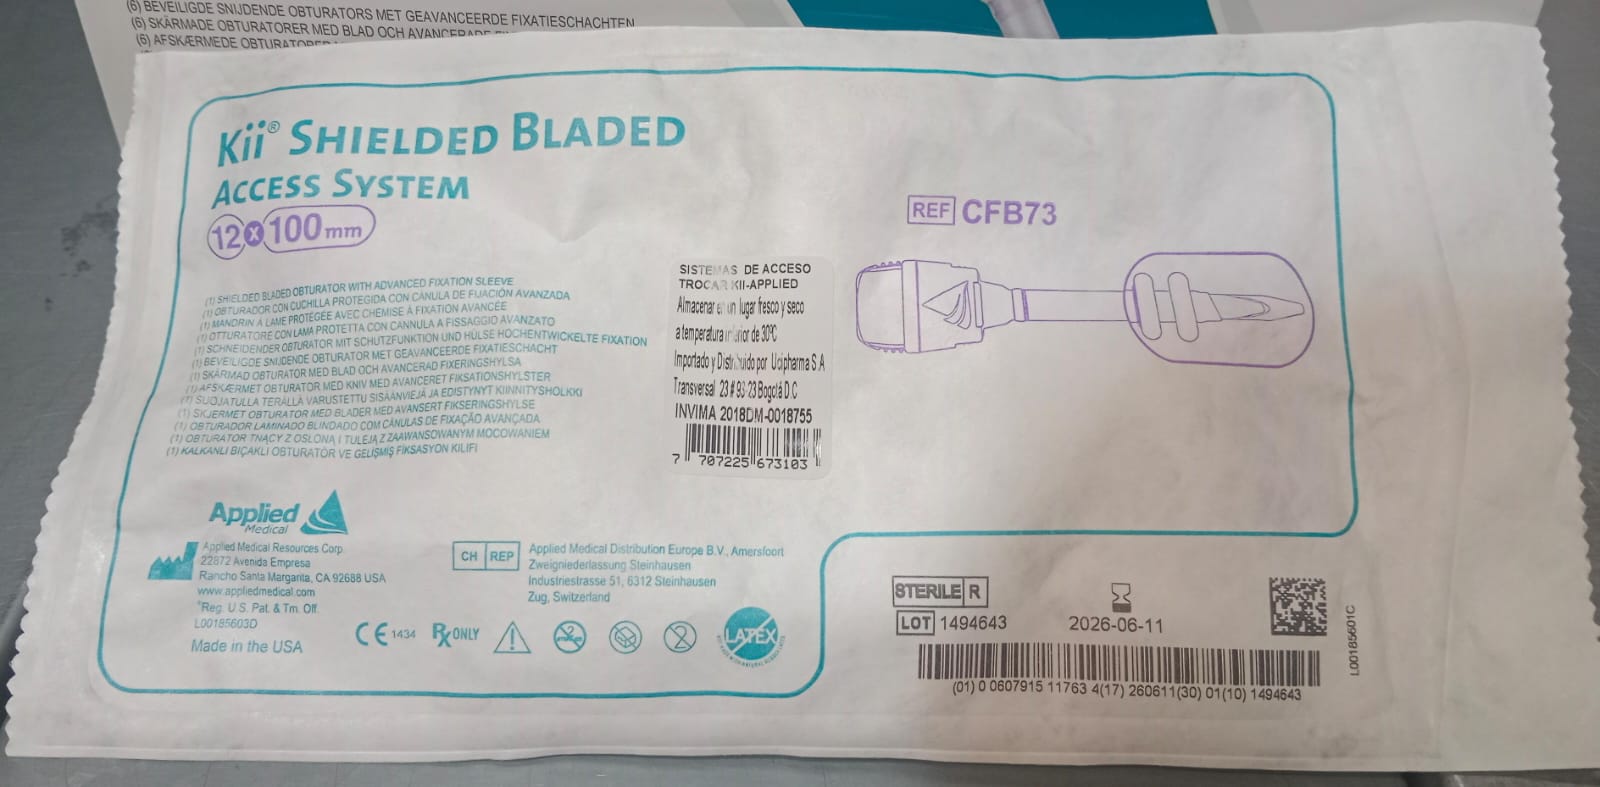 (6) BEVEILIGDE SNIJDENDE OBTURATORS MET GEAVANCEERDE FIXATIESCHACHTEN
(6) SKÄRMADE OBTURATORER MED BLAD OCH AVANCERADE
(6) AFSKÆRMEDE OBTURATORER
Kii® SHIELDED BLADED
ACCESS SYSTEM
12 x 100 mm
(1) SHIELDED BLADED OBTURATOR WITH ADVANCED FIXATION SLEEVE
(1) OBTURADOR CON CUCHILLA PROTEGIDA CON CÁNULA DE FIJACIÓN AVANZADA
(1) MANDRIN À LAME PROTÉGÉE AVEC CHEMISE À FIXATION AVANCÉE
(1) OTTURATORE CON LAMA PROTETTA CON CANNULA A FISSAGGIO AVANZATO
(1) SCHNEIDENDER OBTURATOR MIT SCHUTZFUNKTION UND HÜLSE HOCHENTWICKELTE FIXATION
(1) BEVEILIGDE SNIJDENDE OBTURATOR MET GEAVANCEERDE FIXATIESCHACHT
(1) SKÄRMAD OBTURATOR MED BLAD OCH AVANCERAD FIXERINGSHYLSA
(1) AFSKÆRMET OBTURATOR MED KNIV MED AVANCERET FIKSATIONSHYLSTER
(1) SUOJATULLA TERÄLLÄ VARUSTETTU SISÄÄNVIEJÄ JA EDISTYNYT KIINNITYSHOLKKI
(1) SKJERMET OBTURATOR MED BLADER MED AVANSERT FIKSERINGSHYLSE
(1) OBTURADOR LAMINADO BLINDADO COM CÂNULAS DE FIXAÇÃO AVANÇADA
(1) OBTURATOR TNĄCY Z OSŁONĄ I TULEJĄ Z ZAAWANSOWANYM MOCOWANIEM
(1) KALKANLI BIÇAKLI OBTURATÖR VE GELIŞMIŞ FIKSASYON KILIFI
REF CFB73
SISTEMAS DE ACCESO
TROCAR KII-APPLIED
Almacenar en un lugar fresco y seco
a temperatura inferior de 30ºC
Importado y Distribuido por Ucipharma S.A
Transversal 23 # 93-23 Bogotá D.C
INVIMA 2018DM-0018755
7 707225 673103
Applied
Medical
Applied Medical Resources Corp.
22872 Avenida Empresa
Rancho Santa Margarita, CA 92688 USA
www.appliedmedical.com
*Reg. U.S. Pat. & Tm. Off.
L00185603D
Made in the USA
CH REP
Applied Medical Distribution Europe B.V., Amersfoort
Zweigniederlassung Steinhausen
Industriestrasse 51, 6312 Steinhausen
Zug, Switzerland
CE 1434 Rx ONLY
2
LATEX
STERILE R
LOT 1494643
2026-06-11
(01) 0 0607915 11763 4(17) 260611(30) 01(10) 1494643
L00185601C